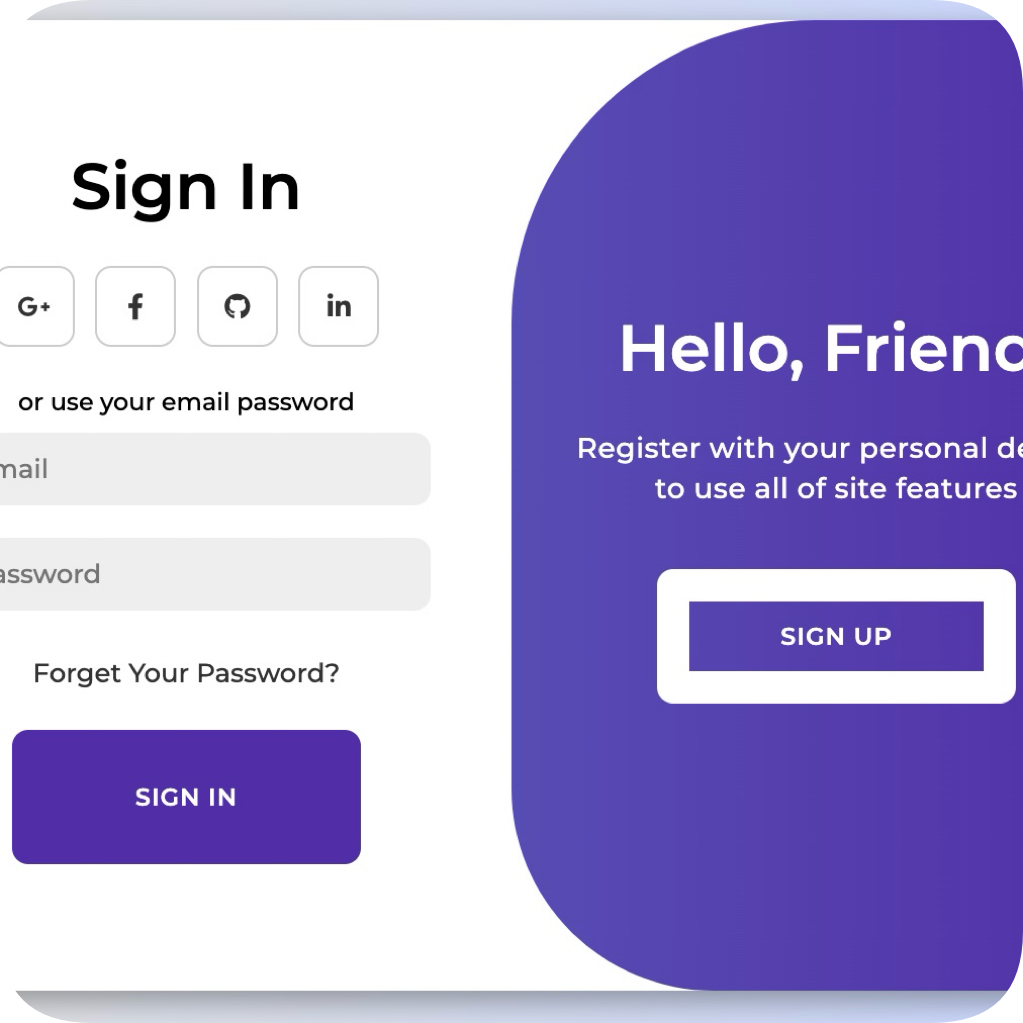 Sign In
G+
f
in
or use your email password
mail
assword
Forget Your Password?
SIGN IN
Hello, Frien
Register with your personal de
to use all of site features
SIGN UP